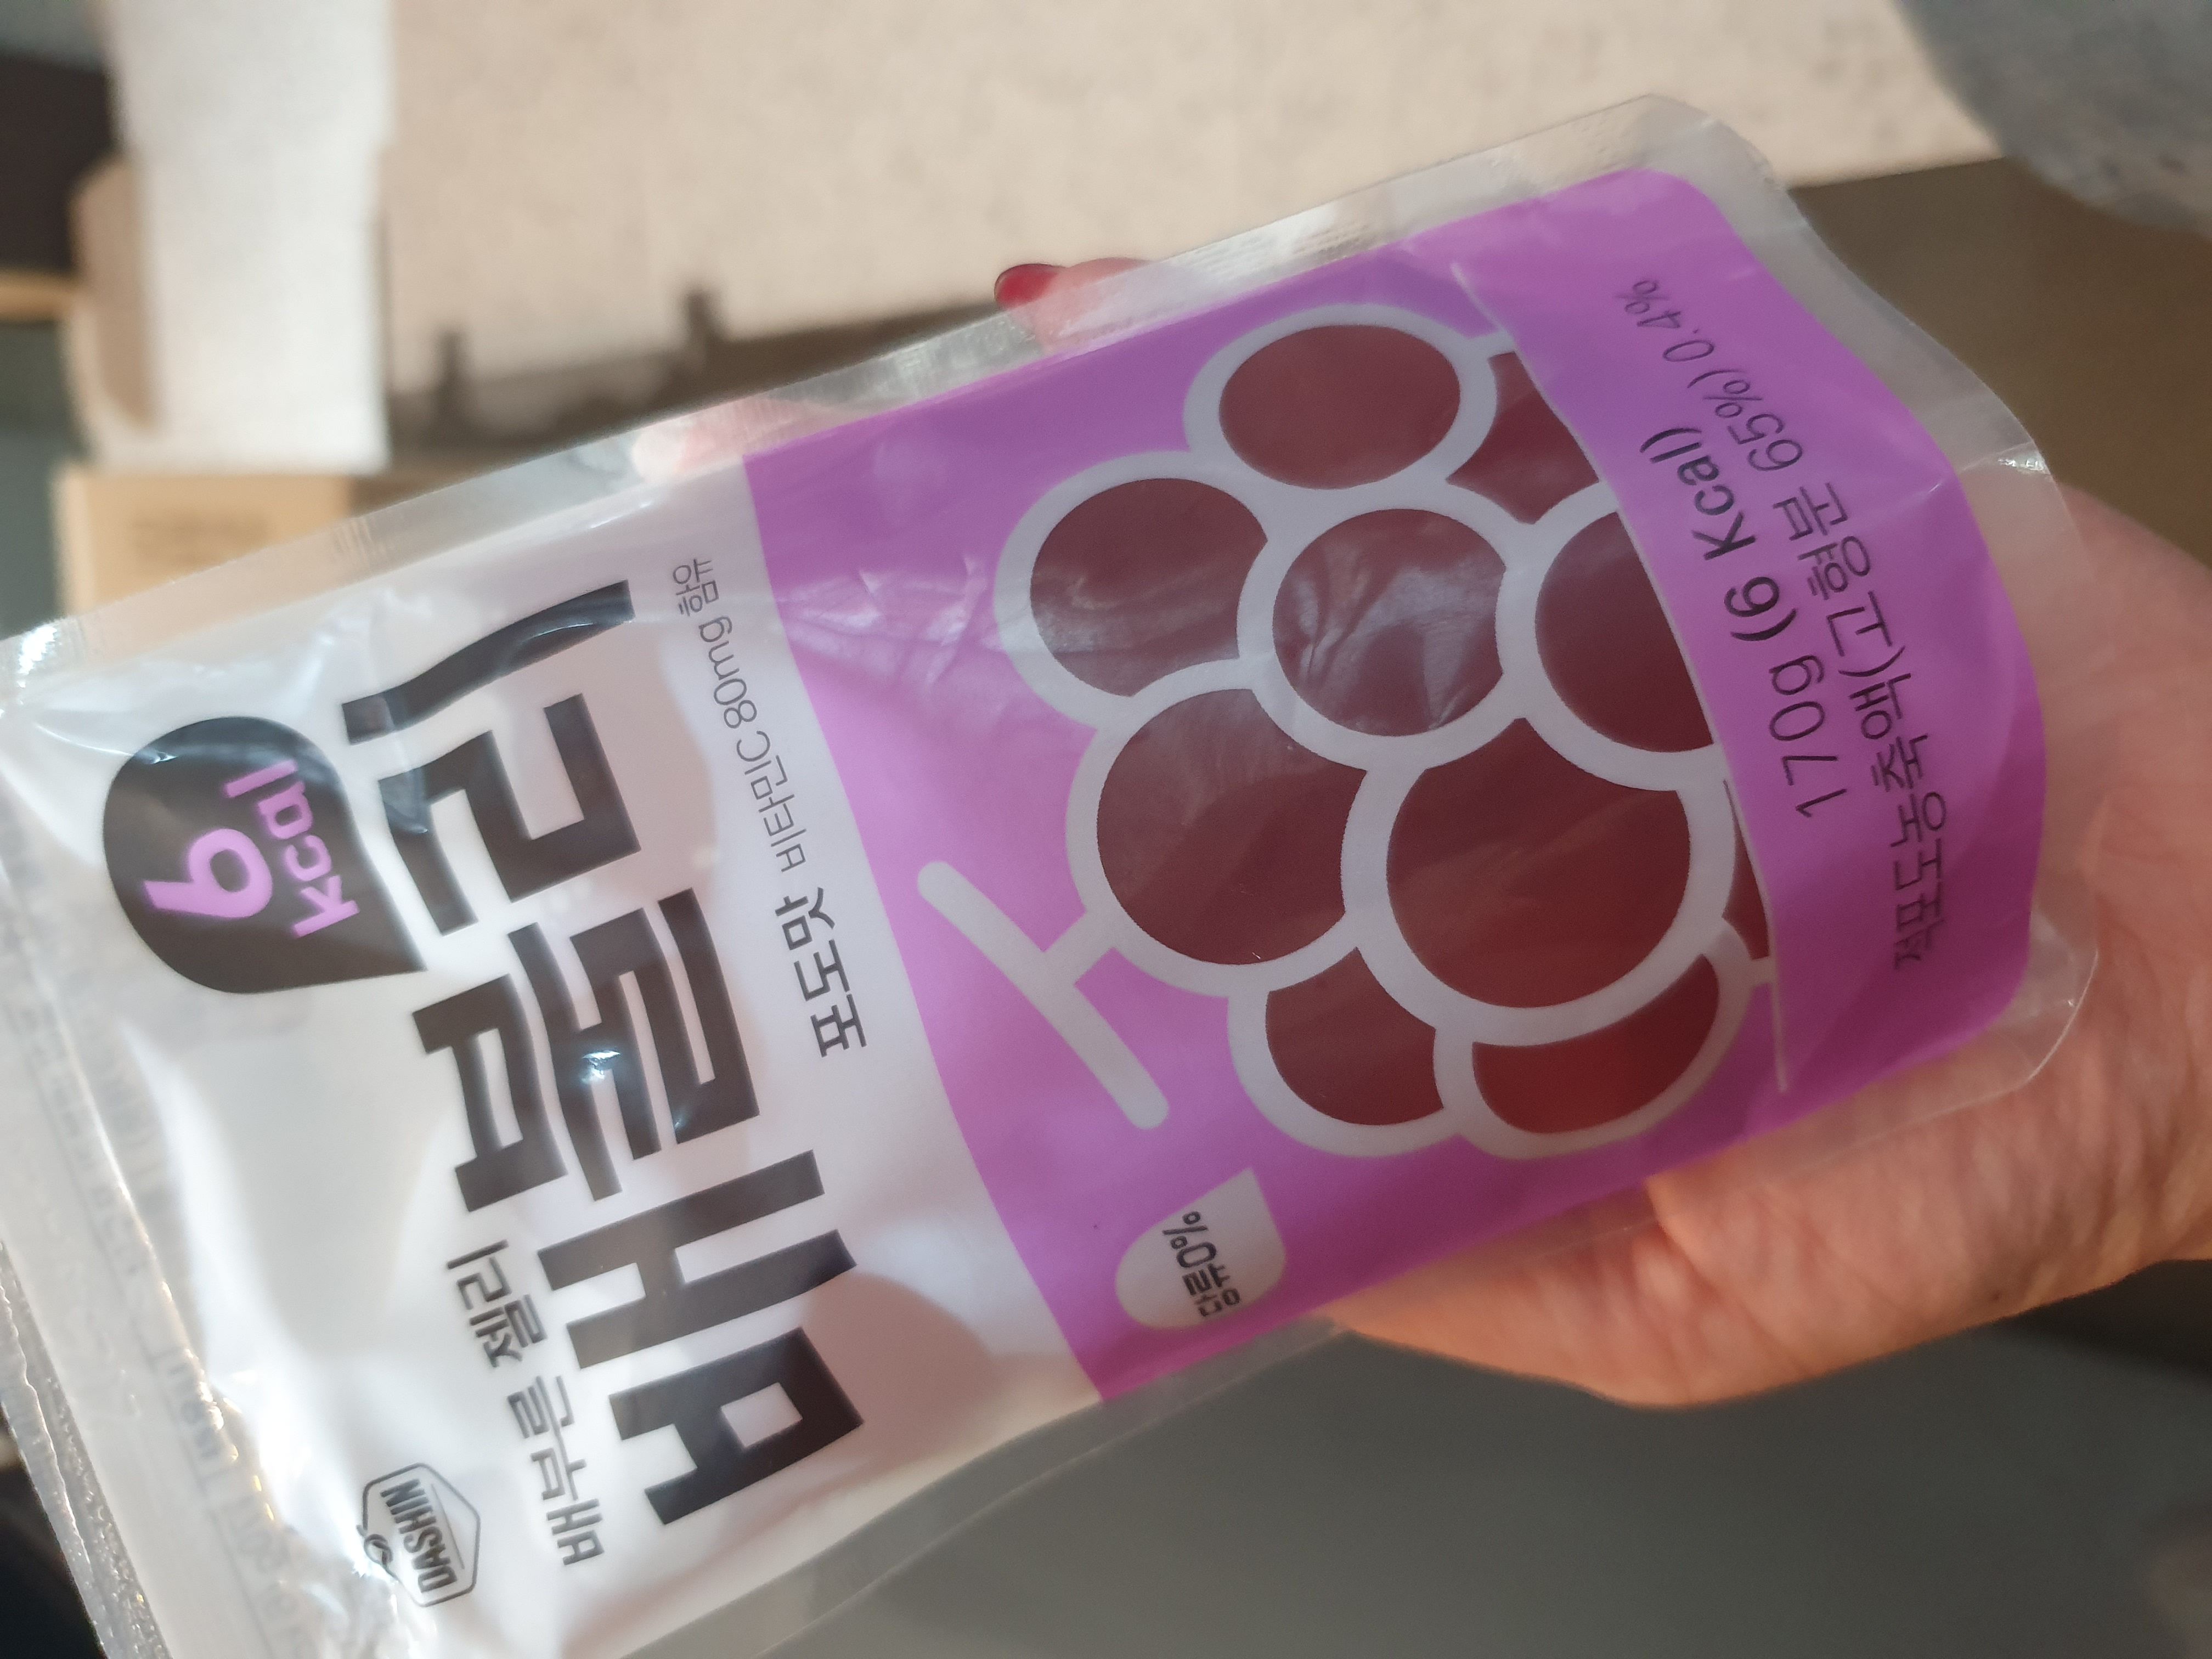 6
kcal
DASHIN
배부른 젤리
배불리
포도맛 비타민C 80mg 함유
당류0%
170g (6 Kcal)
적포도농축액(고형분 65%) 0.4%